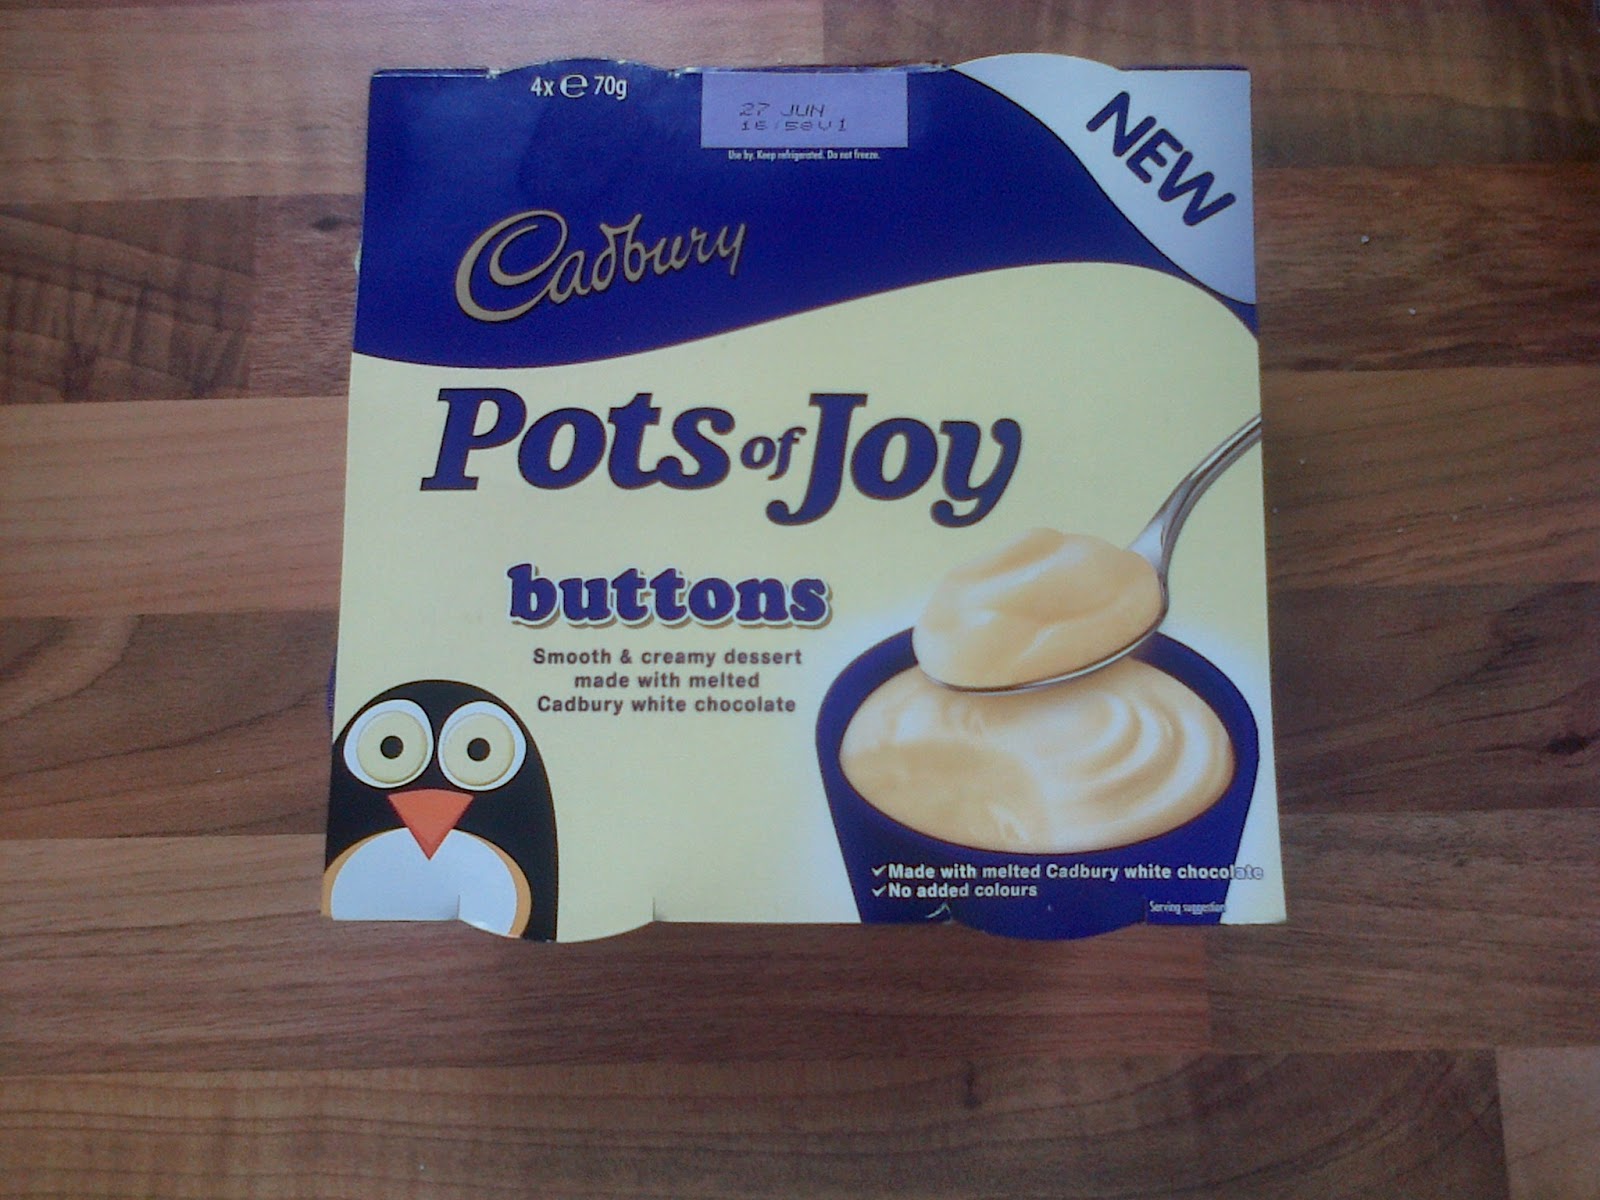 4x ℮ 70g
27 JUN
Use by. Keep refrigerated. Do not freeze.
NEW
Cadbury
Pots of Joy
buttons
Smooth & creamy dessert
made with melted
Cadbury white chocolate
✓Made with melted Cadbury white chocolate
✓No added colours
Serving suggestion